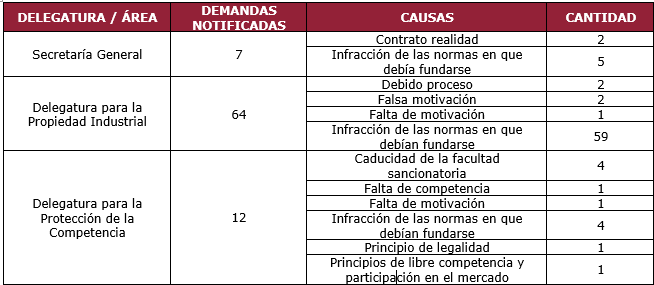 DELEGATURA / ÁREA
DEMANDAS
NOTIFICADAS
CAUSAS
CANTIDAD
Secretaría General
7
Contrato realidad
2
Infracción de las normas en que
debía fundarse
5
Delegatura para la
Propiedad Industrial
64
Debido proceso
2
Falsa motivación
2
Falta de motivación
1
Infracción de las normas en que
debían fundarse
59
Delegatura para la
Protección de la
Competencia
12
Caducidad de la facultad
sancionatoria
4
Falta de competencia
1
Falta de motivación
1
Infracción de las normas en que
debían fundarse
4
Principio de legalidad
1
Principios de libre competencia y
participación en el mercado
1